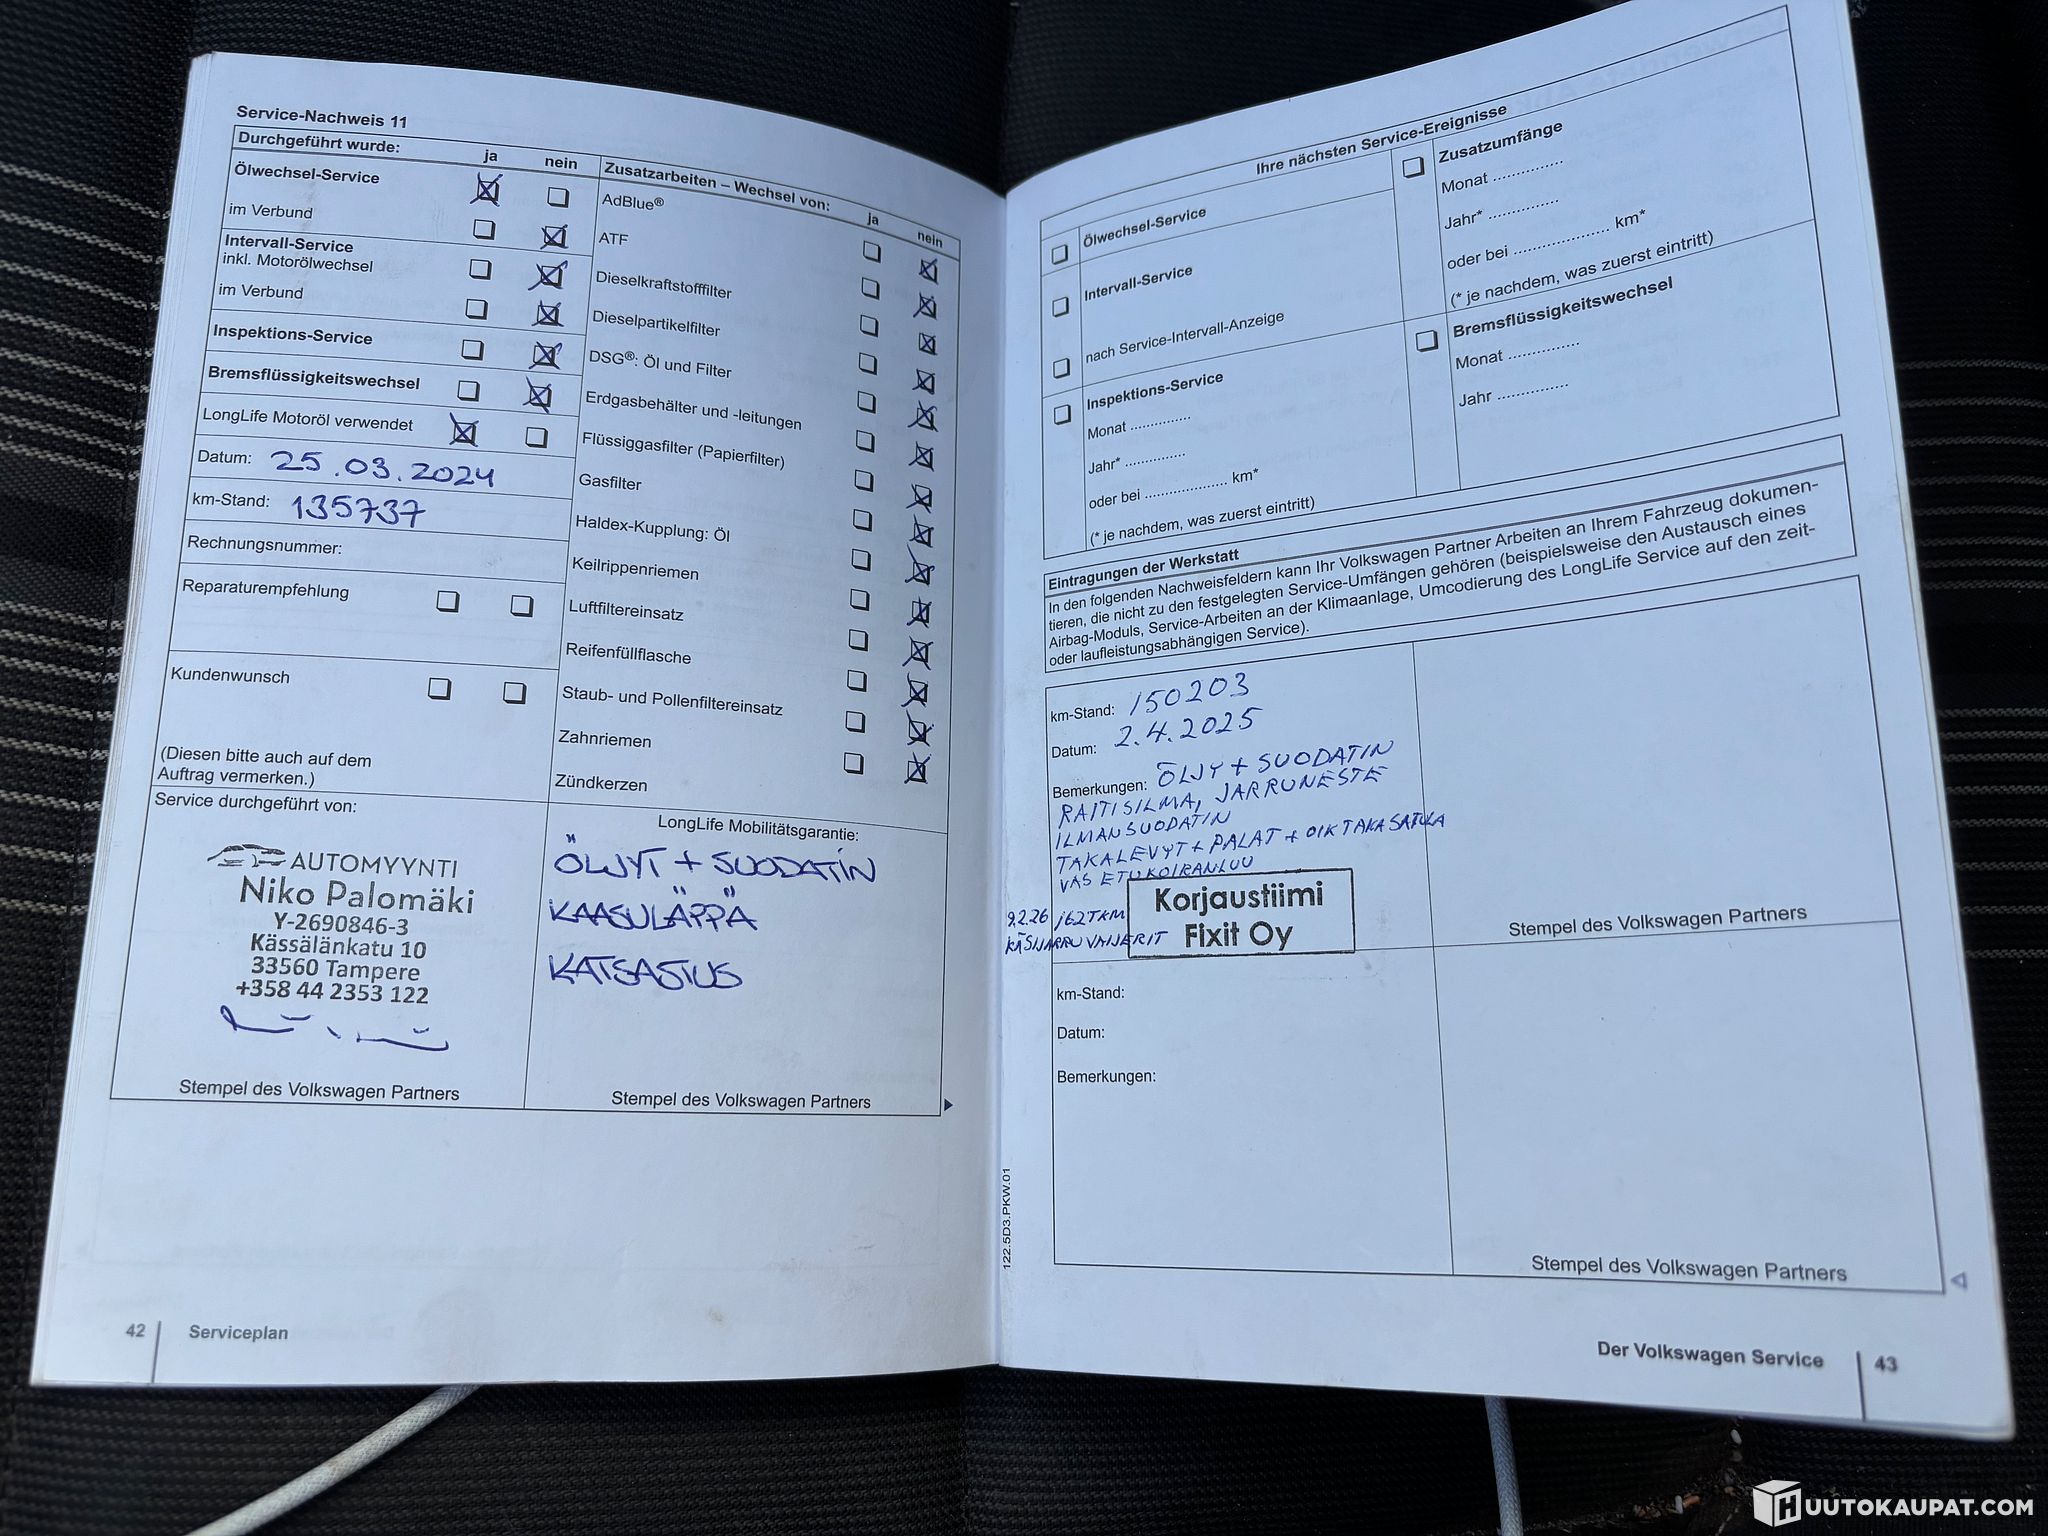 Service-Nachweis 11
Durchgeführt wurde: ja nein
Ölwechsel-Service
im Verbund
Intervall-Service
inkl. Motorölwechsel
im Verbund
Inspektions-Service
Bremsflüssigkeitswechsel
LongLife Motoröl verwendet
Datum: 25.03.2024
km-Stand: 135737
Rechnungsnummer:
Reparaturempfehlung
Kundenwunsch
(Diesen bitte auch auf dem
Auftrag vermerken.)
Zusatzarbeiten – Wechsel von: ja nein
AdBlue®
ATF
Dieselkraftstofffilter
Dieselpartikelfilter
DSG®: Öl und Filter
Erdgasbehälter und -leitungen
Flüssiggasfilter (Papierfilter)
Gasfilter
Haldex-Kupplung: Öl
Keilrippenriemen
Luftfiltereinsatz
Reifenfüllflasche
Staub- und Pollenfiltereinsatz
Zahnriemen
Zündkerzen
Service durchgeführt von:
AUTOMYYNTI
Niko Palomäki
Y-2690846-3
Kässälänkatu 10
33560 Tampere
+358 44 2353 122
Stempel des Volkswagen Partners
LongLife Mobilitätsgarantie:
ÖLJYT + SUODATIN
KAASULÄPPÄ
KATSASTUS
Stempel des Volkswagen Partners
42 Serviceplan
Ihre nächsten Service-Ereignisse
Ölwechsel-Service
Intervall-Service
nach Service-Intervall-Anzeige
Inspektions-Service
Monat ..............
Jahr* ..............
oder bei .................... km*
(* je nachdem, was zuerst eintritt)
Zusatzumfänge
Monat ..............
Jahr* ..............
oder bei .................... km*
(* je nachdem, was zuerst eintritt)
Bremsflüssigkeitswechsel
Monat ..............
Jahr ..............
Eintragungen der Werkstatt
In den folgenden Nachweisfeldern kann Ihr Volkswagen Partner Arbeiten an Ihrem Fahrzeug dokumen-
tieren, die nicht zu den festgelegten Service-Umfängen gehören (beispielsweise den Austausch eines
Airbag-Moduls, Service-Arbeiten an der Klimaanlage, Umcodierung des LongLife Service auf den zeit-
oder laufleistungsabhängigen Service).
km-Stand: 150203
Datum: 2.4.2025
Bemerkungen: ÖLJY + SUODATIN
RAITISILMA, JARRUNESTE
ILMANSUODATIN
TAKALEVYT + PALAT + OIK TAKASATULA
VAS ETUKOIRANLUU
Korjaustiimi
Fixit Oy
9.2.26 162TKM
KÄSIJARRU VAIJERIT
Stempel des Volkswagen Partners
km-Stand:
Datum:
Bemerkungen:
Stempel des Volkswagen Partners
122.5D3.PKW.01
Der Volkswagen Service 43
HUUTOKAUPAT.COM